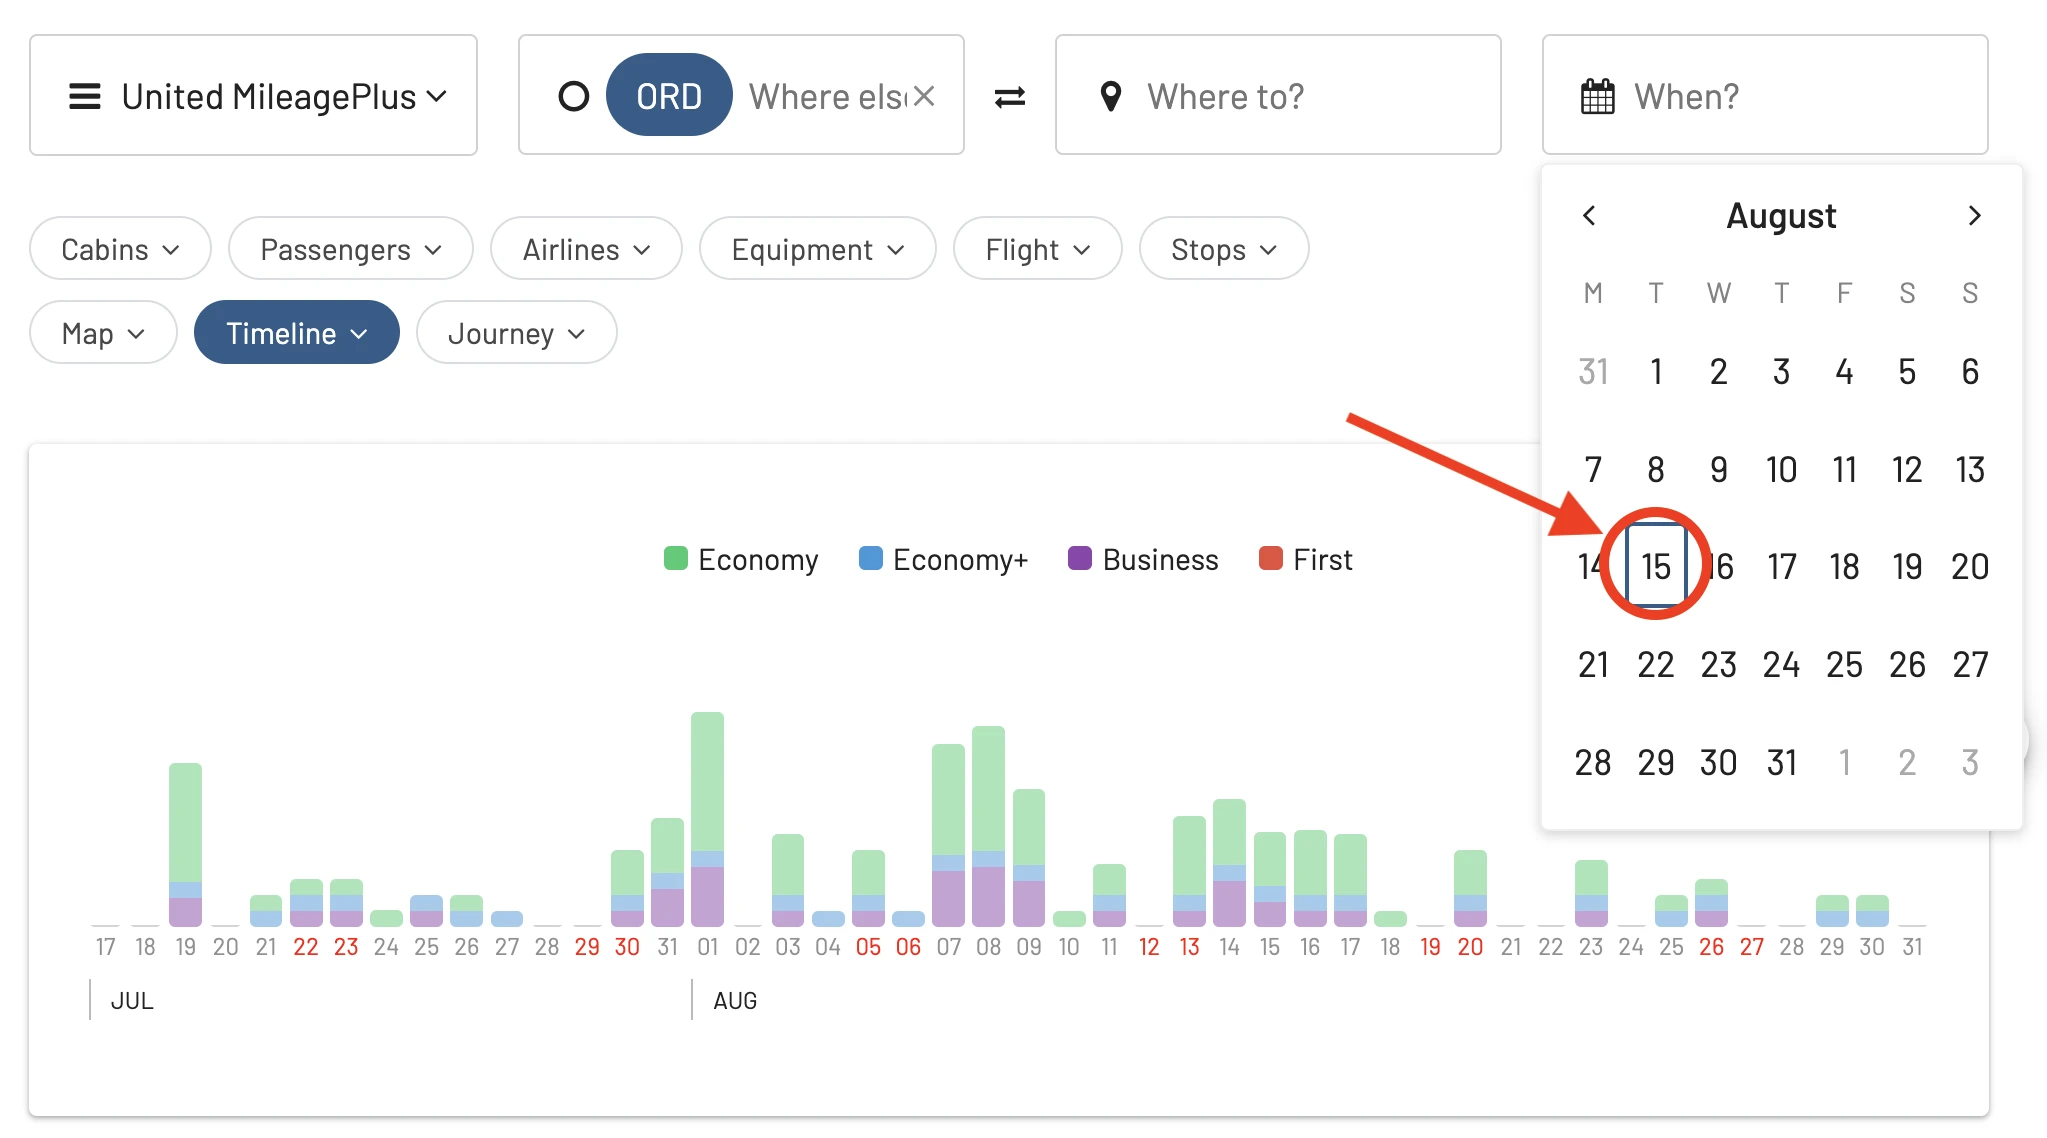 United MileagePlus ORD Where els Where to? When?
Cabins Passengers Airlines Equipment Flight Stops
Map Timeline Journey
August
M T W T F S S
31 1 2 3 4 5 6
7 8 9 10 11 12 13
14 15 16 17 18 19 20
21 22 23 24 25 26 27
28 29 30 31 1 2 3
Economy Economy+ Business First
17 18 19 20 21 22 23 24 25 26 27 28 29 30 31 01 02 03 04 05 06 07 08 09 10 11 12 13 14 15 16 17 18 19 20 21 22 23 24 25 26 27 28 29 30 31
JUL AUG